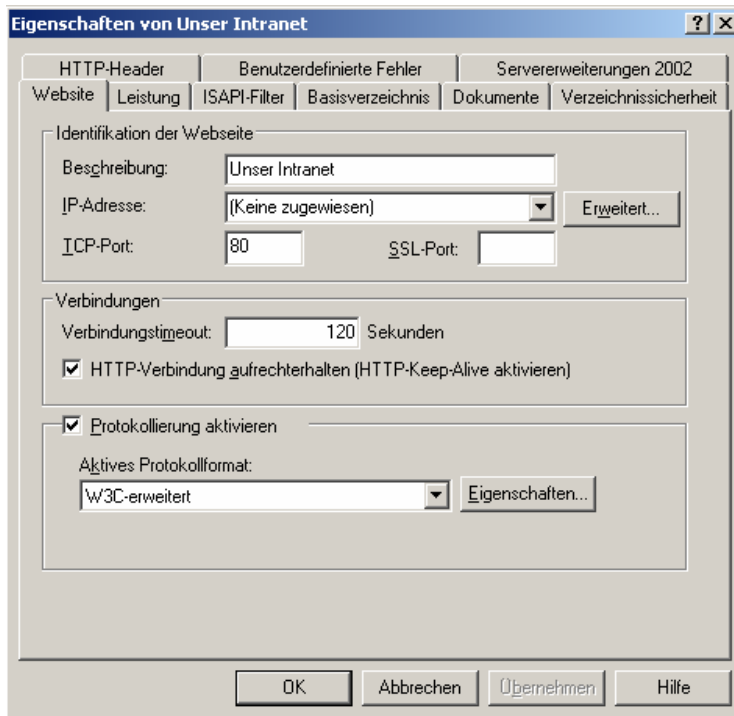 Eigenschaften von Unser Intranet
HTTP-Header Benutzerdefinierte Fehler Servererweiterungen 2002
Website Leistung ISAPI-Filter Basisverzeichnis Dokumente Verzeichnissicherheit
Identifikation der Webseite
Beschreibung: Unser Intranet
IP-Adresse: (Keine zugewiesen) Erweitert...
TCP-Port: 80 SSL-Port:
Verbindungen
Verbindungstimeout: 120 Sekunden
HTTP-Verbindung aufrechterhalten (HTTP-Keep-Alive aktivieren)
Protokollierung aktivieren
Aktives Protokollformat:
W3C-erweitert Eigenschaften...
OK Abbrechen Übernehmen Hilfe